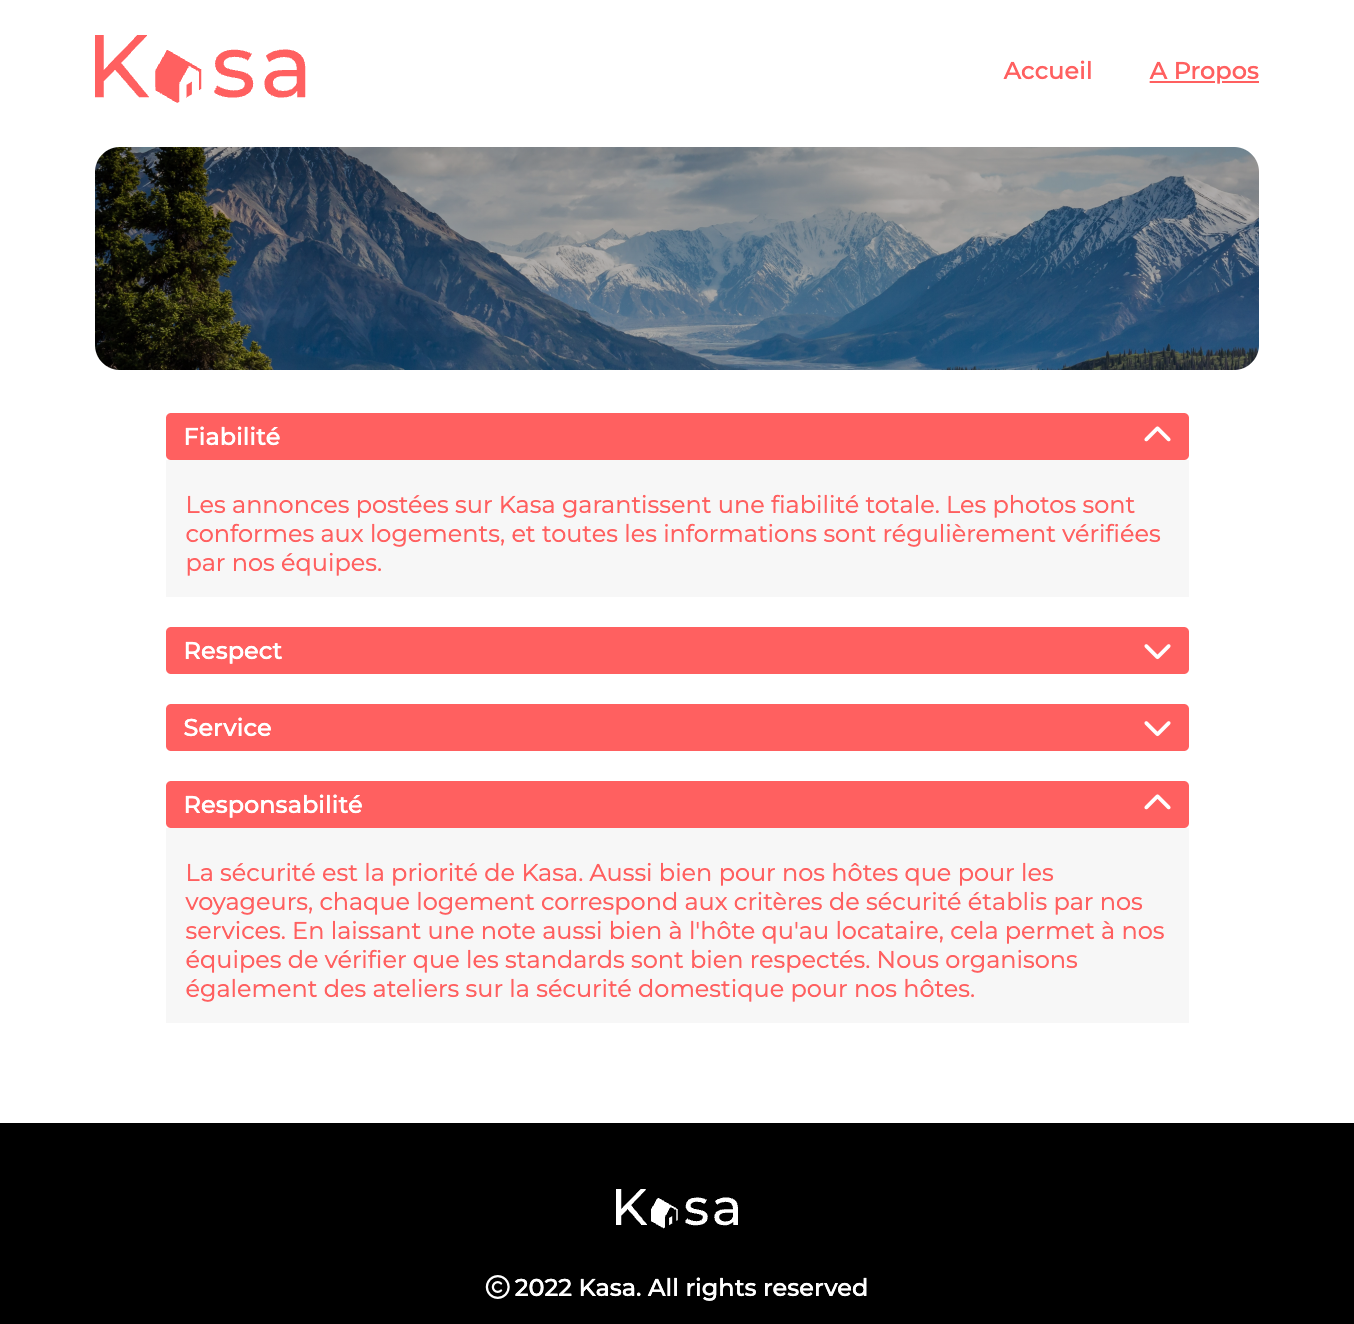 Kasa
Accueil
A Propos
Fiabilité
Les annonces postées sur Kasa garantissent une fiabilité totale. Les photos sont
conformes aux logements, et toutes les informations sont régulièrement vérifiées
par nos équipes.
Respect
Service
Responsabilité
La sécurité est la priorité de Kasa. Aussi bien pour nos hôtes que pour les
voyageurs, chaque logement correspond aux critères de sécurité établis par nos
services. En laissant une note aussi bien à l'hôte qu'au locataire, cela permet à nos
équipes de vérifier que les standards sont bien respectés. Nous organisons
également des ateliers sur la sécurité domestique pour nos hôtes.
Kasa
© 2022 Kasa. All rights reserved